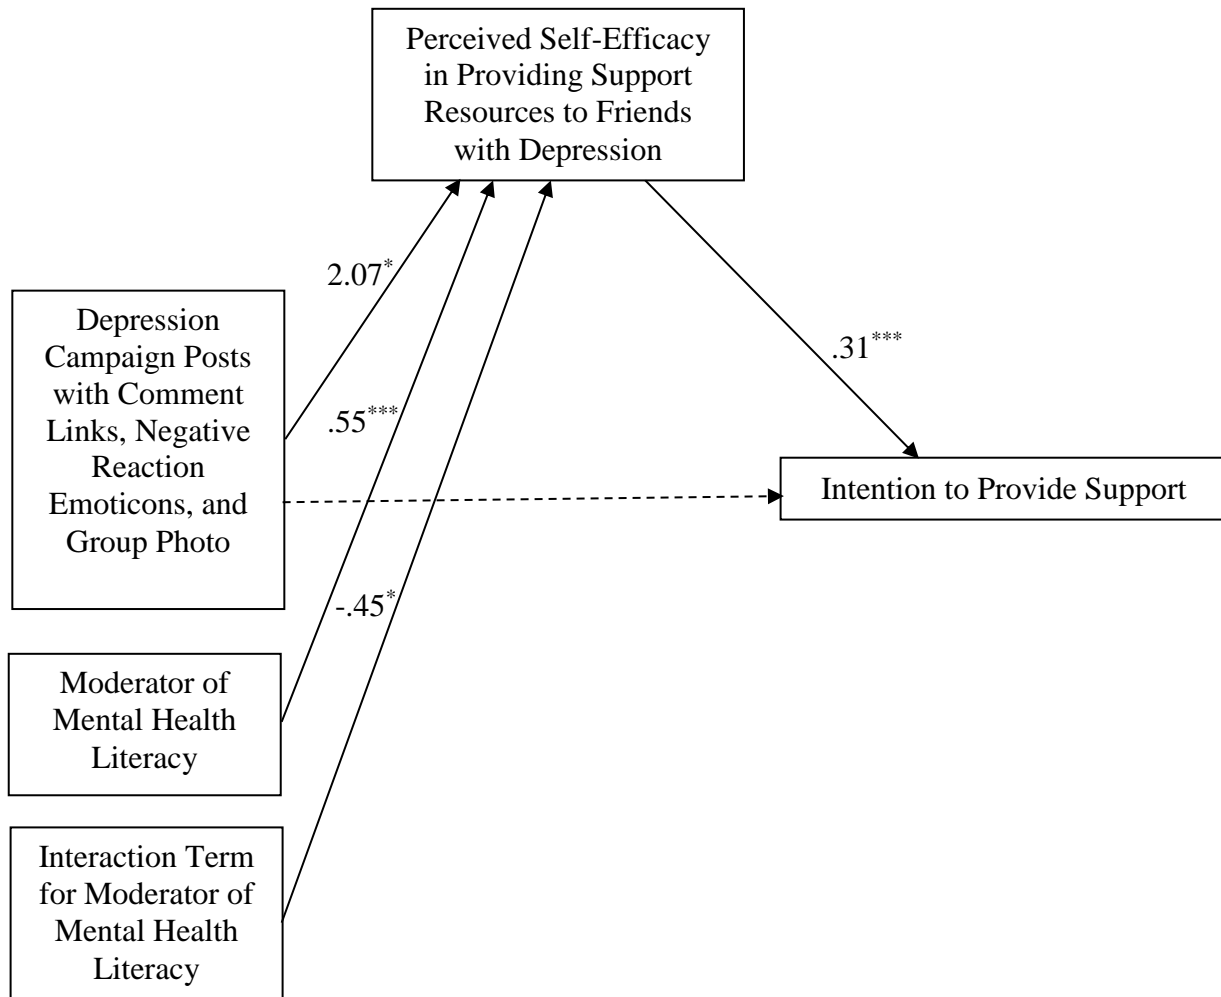 Perceived Self-Efficacy
in Providing Support
Resources to Friends
with Depression
2.07*
Depression
Campaign Posts
with Comment
Links, Negative
Reaction
Emoticons, and
Group Photo
.55***
.31***
Intention to Provide Support
-.45*
Moderator of
Mental Health
Literacy
Interaction Term
for Moderator of
Mental Health
Literacy